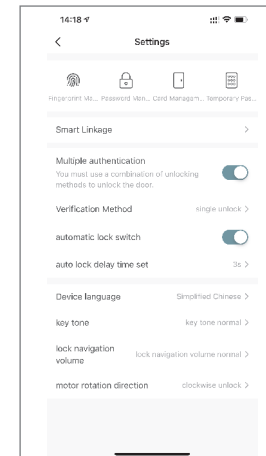 14:18
Settings
Fingerprint Ma... Password Man... Card Managem... Temporary Pas...
Smart Linkage
Multiple authentication
You must use a combination of unlocking
methods to unlock the door.
Verification Method single unlock >
automatic lock switch
auto lock delay time set 3s >
Device language Simplified Chinese >
key tone key tone normal >
lock navigation
volume lock navigation volume normal >
motor rotation direction clockwise unlock >